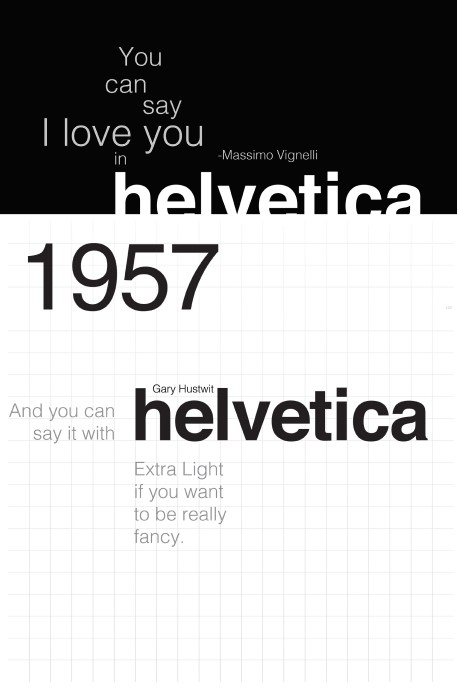 You
can
say
I love you
in
-Massimo Vignelli
helvetica
1957
Gary Hustwit
And you can
say it with
helvetica
Extra Light
if you want
to be really
fancy.